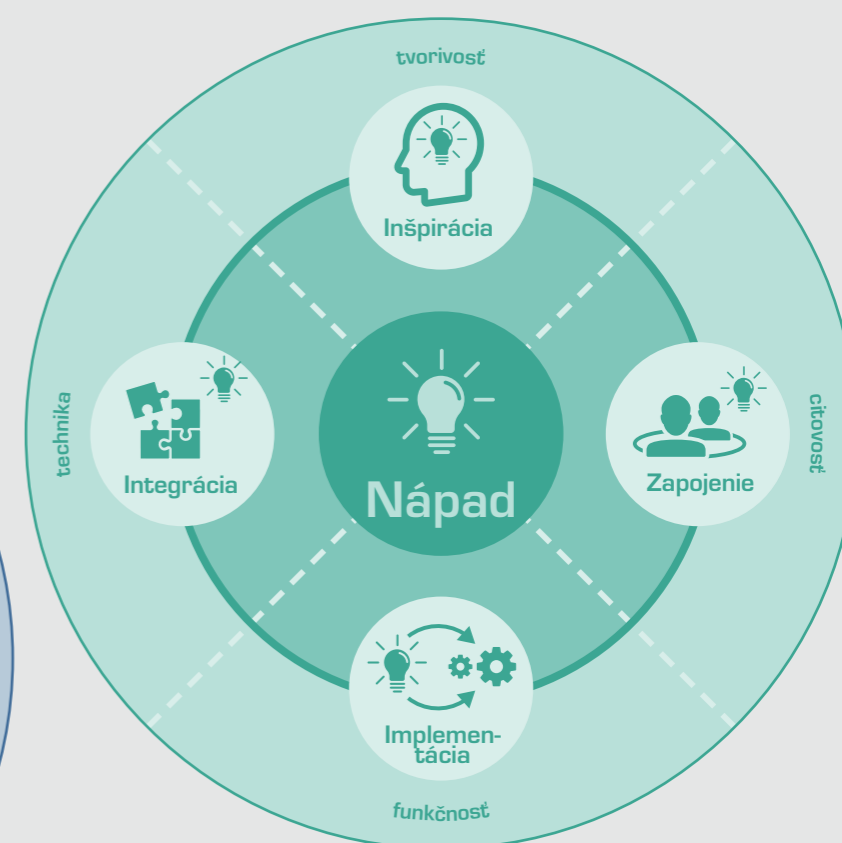 tvorivosť
Inšpirácia
technika
Integrácia
Nápad
Zapojenie
citovosť
Implemen-
tácia
funkčnosť